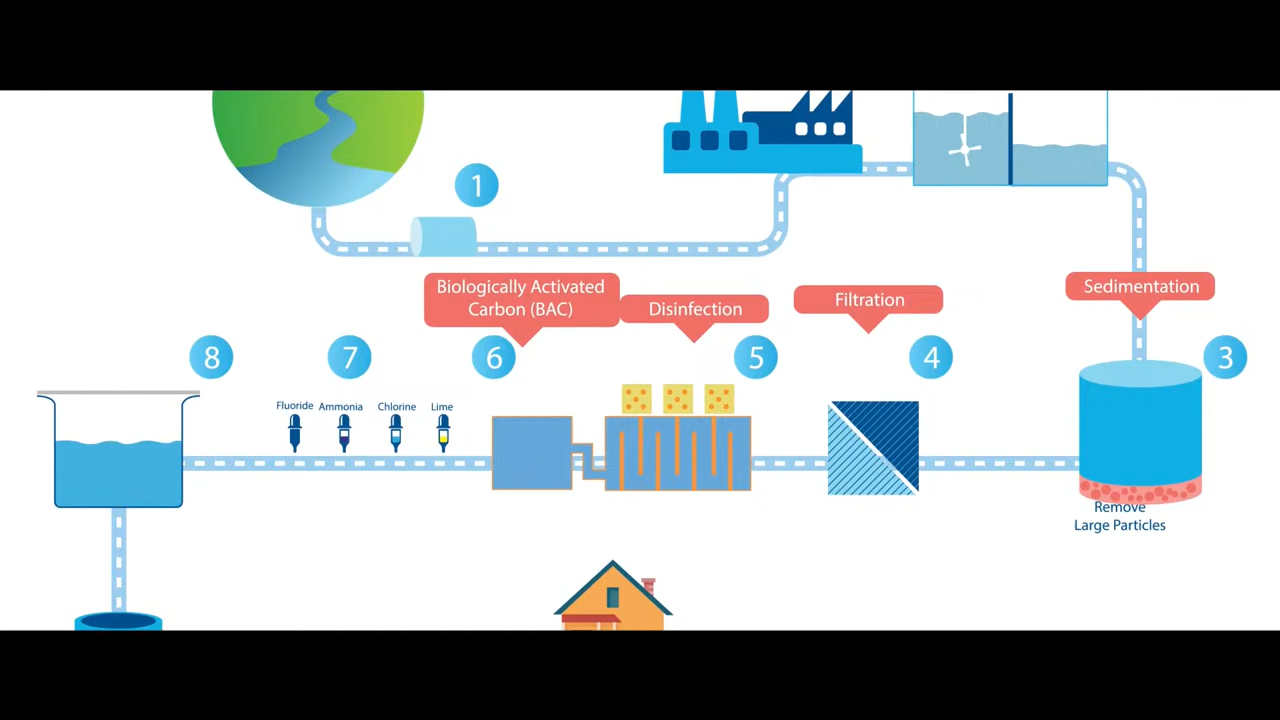 1
Biologically Activated
Carbon (BAC)
Disinfection
Filtration
Sedimentation
8
7
6
5
4
3
Fluoride
Ammonia
Chlorine
Lime
Remove
Large Particles